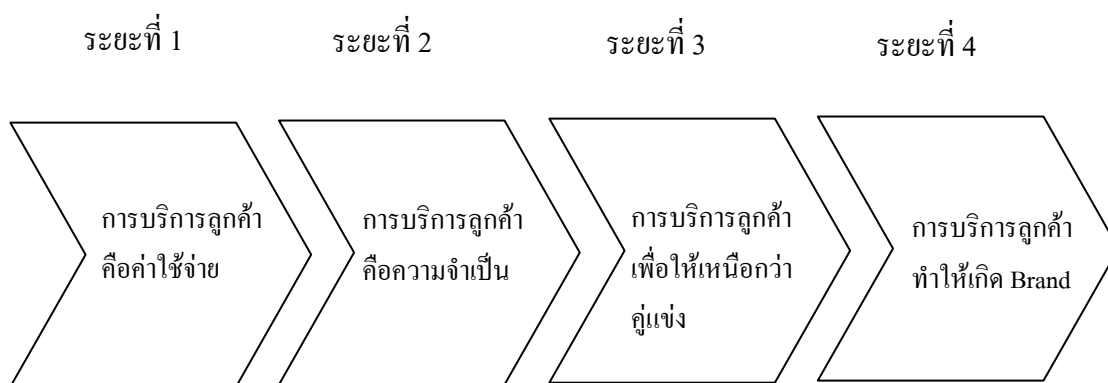 ระยะที่ 1
ระยะที่ 2
ระยะที่ 3
ระยะที่ 4
การบริการลูกค้า
คือค่าใช้จ่าย
การบริการลูกค้า
คือความจำเป็น
การบริการลูกค้า
เพื่อให้เหนือกว่า
คู่แข่ง
การบริการลูกค้า
ทำให้เกิด Brand